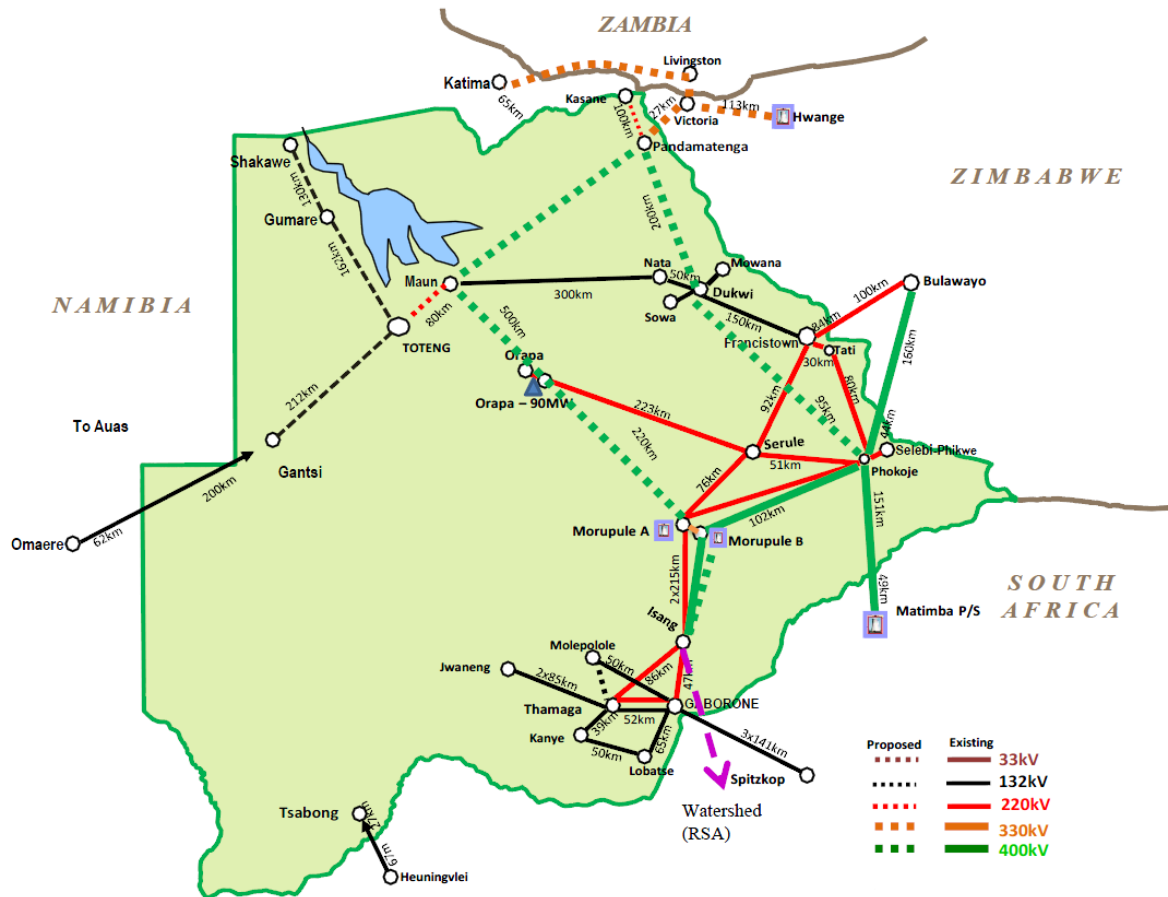 ZAMBIA
Livingston
Katima
65km
Kasane
100km
27km
Victoria
113km
Hwange
Pandamatenga
Shakawe
130km
ZIMBABWE
Gumare
162km
200km
Nata
Mowana
50km
Dukwi
Maun
300km
Sowa
Bulawayo
100km
NAMIBIA
80km
500km
150km
84km
Francistown
Tati
30km
160km
TOTENG
Orapa
Orapa – 90MW
223km
92km
95km
80km
212km
To Auas
220km
Serule
51km
44km
Selebi-Phikwe
Phokoje
Gantsi
200km
76km
151km
62km
Omaere
Morupule A
102km
Morupule B
2x215km
49km
SOUTH
AFRICA
Matimba P/S
Isang
Molepolole
50km
86km
47km
Jwaneng
2x85km
Thamaga
GABORONE
52km
39km
Kanye
65km
3x141km
50km
Lobatse
Spitzkop
Watershed
(RSA)
Tsabong
27km
67m
Heuningvlei
Proposed Existing
33kV
132kV
220kV
330kV
400kV